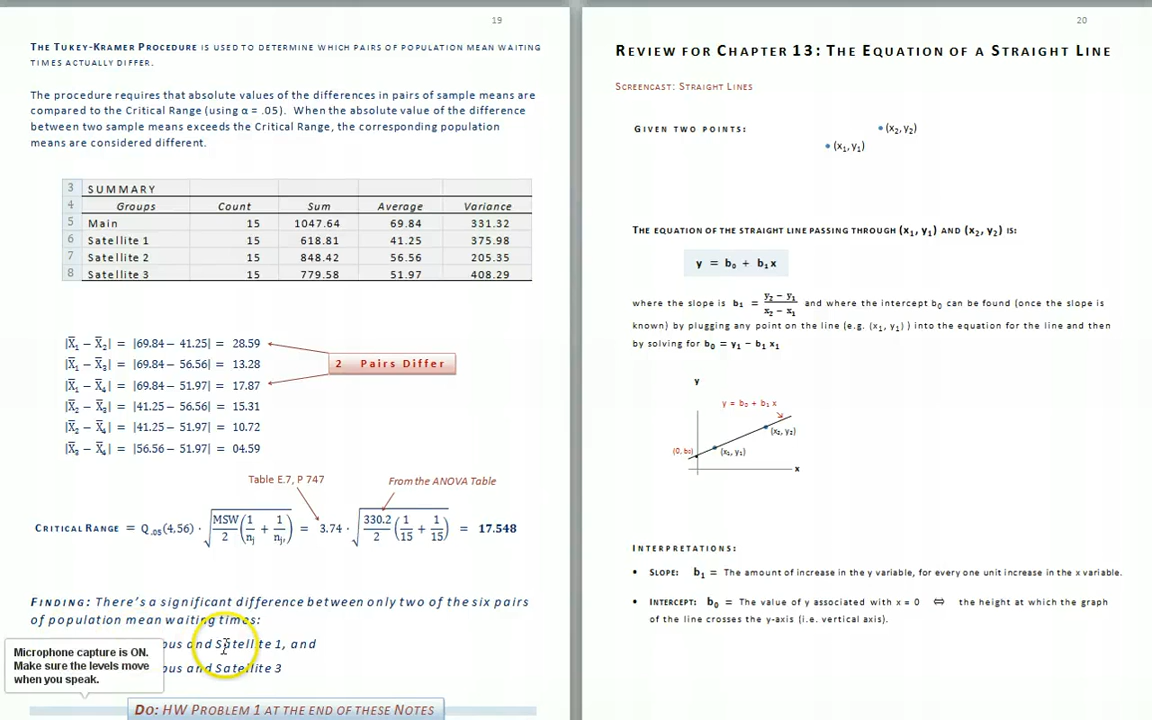 19
THE TUKEY-KRAMER PROCEDURE IS USED TO DETERMINE WHICH PAIRS OF POPULATION MEAN WAITING
TIMES ACTUALLY DIFFER.
The procedure requires that absolute values of the differences in pairs of sample means are
compared to the Critical Range (using α = .05). When the absolute value of the difference
between two sample means exceeds the Critical Range, the corresponding population
means are considered different.
3 SUMMARY
4 Groups Count Sum Average Variance
5 Main 15 1047.64 69.84 331.32
6 Satellite 1 15 618.81 41.25 375.98
7 Satellite 2 15 848.42 56.56 205.35
8 Satellite 3 15 779.58 51.97 408.29
|X̅₁ − X̅₂| = |69.84 − 41.25| = 28.59
|X̅₁ − X̅₃| = |69.84 − 56.56| = 13.28
|X̅₁ − X̅₄| = |69.84 − 51.97| = 17.87
|X̅₂ − X̅₃| = |41.25 − 56.56| = 15.31
|X̅₂ − X̅₄| = |41.25 − 51.97| = 10.72
|X̅₃ − X̅₄| = |56.56 − 51.97| = 04.59
2 Pairs Differ
Table E.7, P 747
From the ANOVA Table
CRITICAL RANGE = Q.05(4,56) · √(MSW/2 (1/nj + 1/nj')) = 3.74 · √(330.2/2 (1/15 + 1/15)) = 17.548
FINDING: There's a significant difference between only two of the six pairs
of population mean waiting times:
ous and Satellite 1, and
ous and Satellite 3
Microphone capture is ON.
Make sure the levels move
when you speak.
DO: HW PROBLEM 1 AT THE END OF THESE NOTES
20
REVIEW FOR CHAPTER 13: THE EQUATION OF A STRAIGHT LINE
SCREENCAST: STRAIGHT LINES
GIVEN TWO POINTS:
(x₂, y₂)
(x₁, y₁)
THE EQUATION OF THE STRAIGHT LINE PASSING THROUGH (x₁, y₁) AND (x₂, y₂) IS:
y = b₀ + b₁x
where the slope is b₁ = (y₂ − y₁)/(x₂ − x₁) and where the intercept b₀ can be found (once the slope is
known) by plugging any point on the line (e.g. (x₁, y₁) ) into the equation for the line and then
by solving for b₀ = y₁ − b₁ x₁
y
y = b₀ + b₁ x
(x₂, y₂)
(0, b₀)
(x₁, y₁)
x
INTERPRETATIONS:
• SLOPE: b₁ = The amount of increase in the y variable, for every one unit increase in the x variable.
• INTERCEPT: b₀ = The value of y associated with x = 0 ⇔ the height at which the graph
of the line crosses the y-axis (i.e. vertical axis).